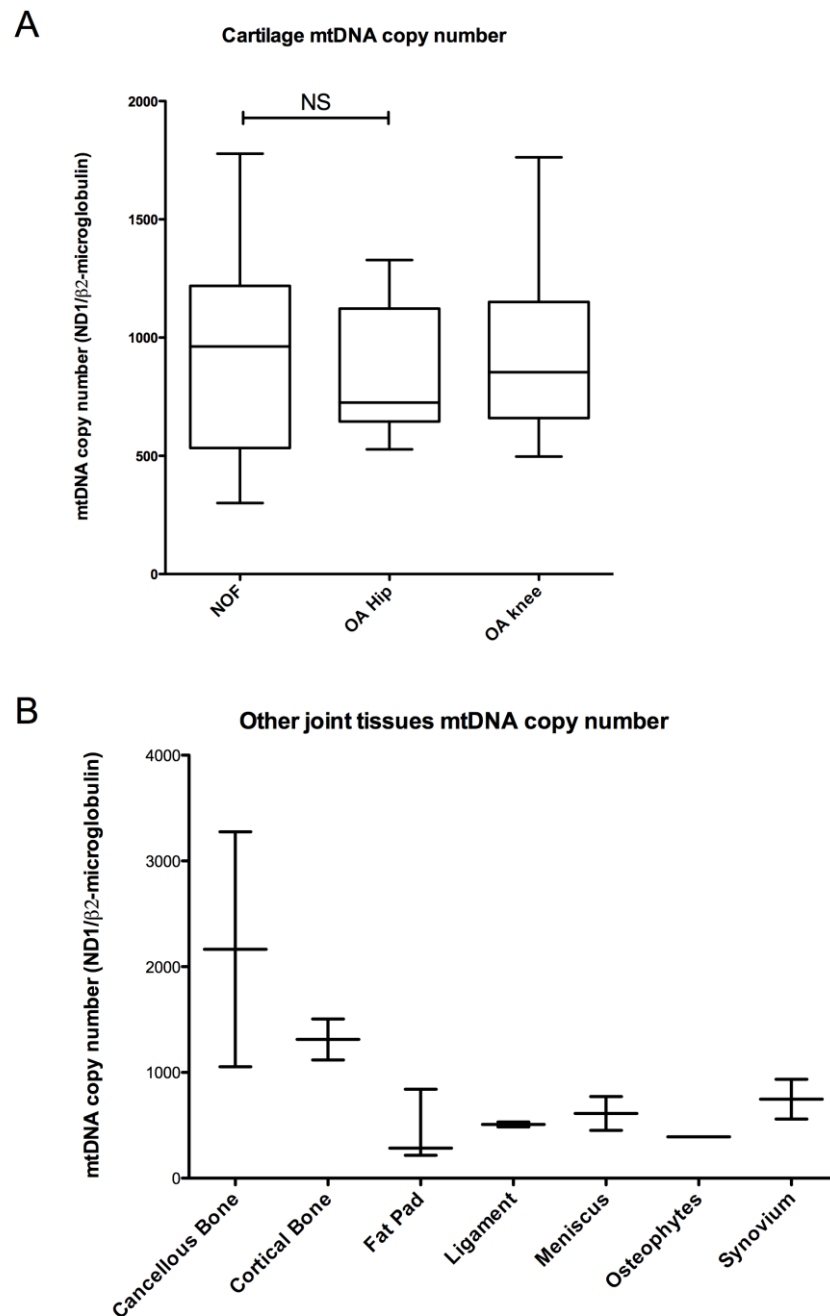 A
Cartilage mtDNA copy number
mtDNA copy number (ND1/β2-microglobulin)
2000
1500
1000
500
0
NS
NOF
OA Hip
OA knee
B
Other joint tissues mtDNA copy number
mtDNA copy number (ND1/β2-microglobulin)
4000
3000
2000
1000
0
Cancellous Bone
Cortical Bone
Fat Pad
Ligament
Meniscus
Osteophytes
Synovium